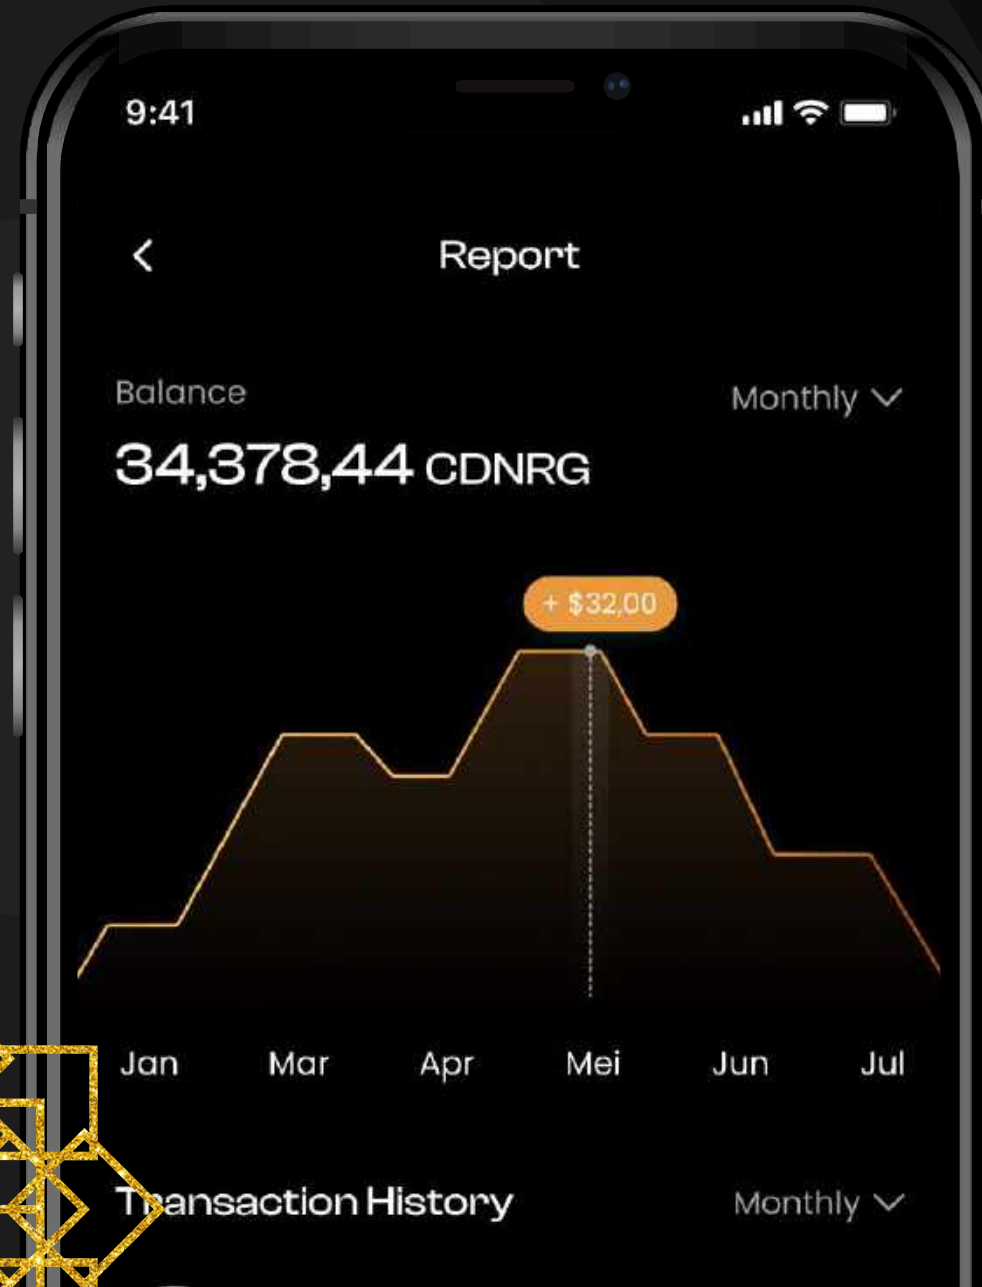 9:41
Report
Balance
Monthly
34,378,44 CDNRG
+ $32,00
Jan Mar Apr Mei Jun Jul
Transaction History Monthly